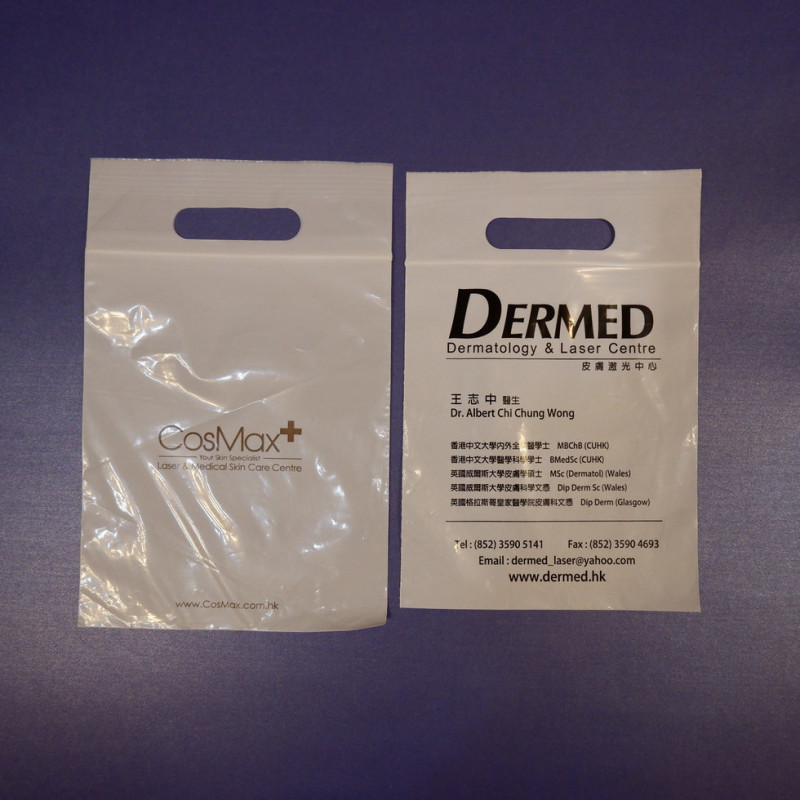 CosMax+
Your Skin Specialist
Laser & Medical Skin Care Centre
www.CosMax.com.hk
DERMED
Dermatology & Laser Centre
皮膚激光中心
王志中 醫生
Dr. Albert Chi Chung Wong
香港中文大學內外全科醫學士 MBChB (CUHK)
香港中文大學醫學科學學士 BMedSc (CUHK)
英國威爾斯大學皮膚學碩士 MSc (Dermatol) (Wales)
英國威爾斯大學皮膚科學文憑 Dip Derm Sc (Wales)
英國格拉斯哥皇家醫學院皮膚科文憑 Dip Derm (Glasgow)
Tel : (852) 3590 5141 Fax : (852) 3590 4693
Email : dermed_laser@yahoo.com
www.dermed.hk